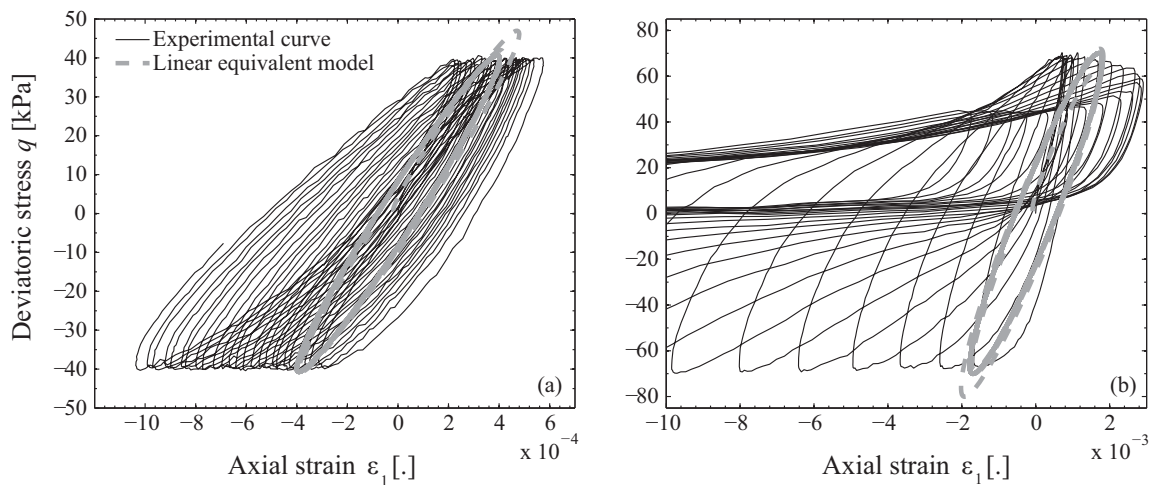 Experimental curve
Linear equivalent model
50
40
30
20
10
0
−10
−20
−30
−40
−50
Deviatoric stress q [kPa]
−10 −8 −6 −4 −2 0 2 4 6
x 10⁻⁴
Axial strain ε₁[.]
(a)
80
60
40
20
0
−20
−40
−60
−80
−10 −8 −6 −4 −2 0 2
x 10⁻³
Axial strain ε₁[.]
(b)